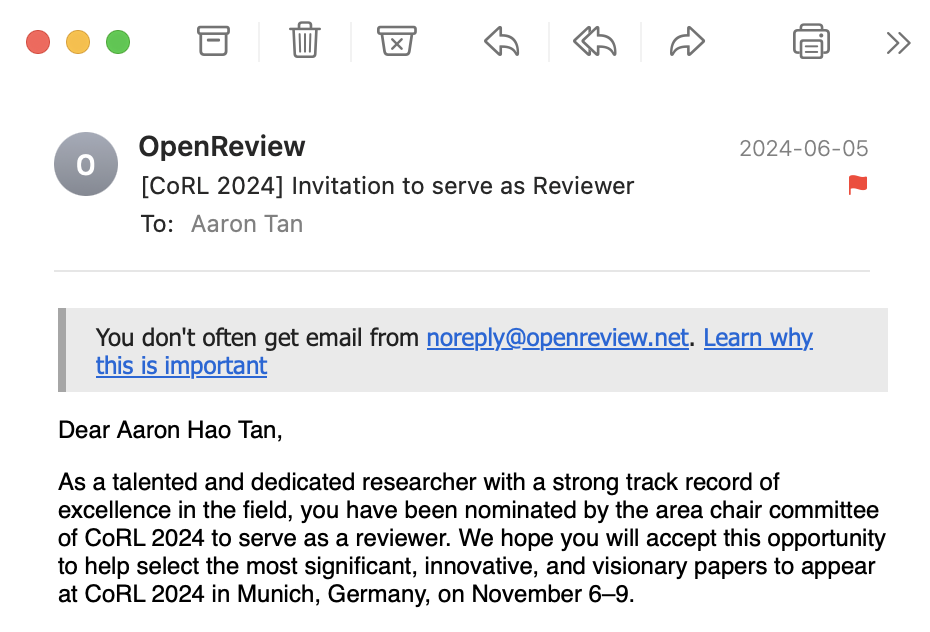 O
OpenReview
2024-06-05
[CoRL 2024] Invitation to serve as Reviewer
To: Aaron Tan
You don't often get email from noreply@openreview.net. Learn why
this is important
Dear Aaron Hao Tan,
As a talented and dedicated researcher with a strong track record of
excellence in the field, you have been nominated by the area chair committee
of CoRL 2024 to serve as a reviewer. We hope you will accept this opportunity
to help select the most significant, innovative, and visionary papers to appear
at CoRL 2024 in Munich, Germany, on November 6–9.